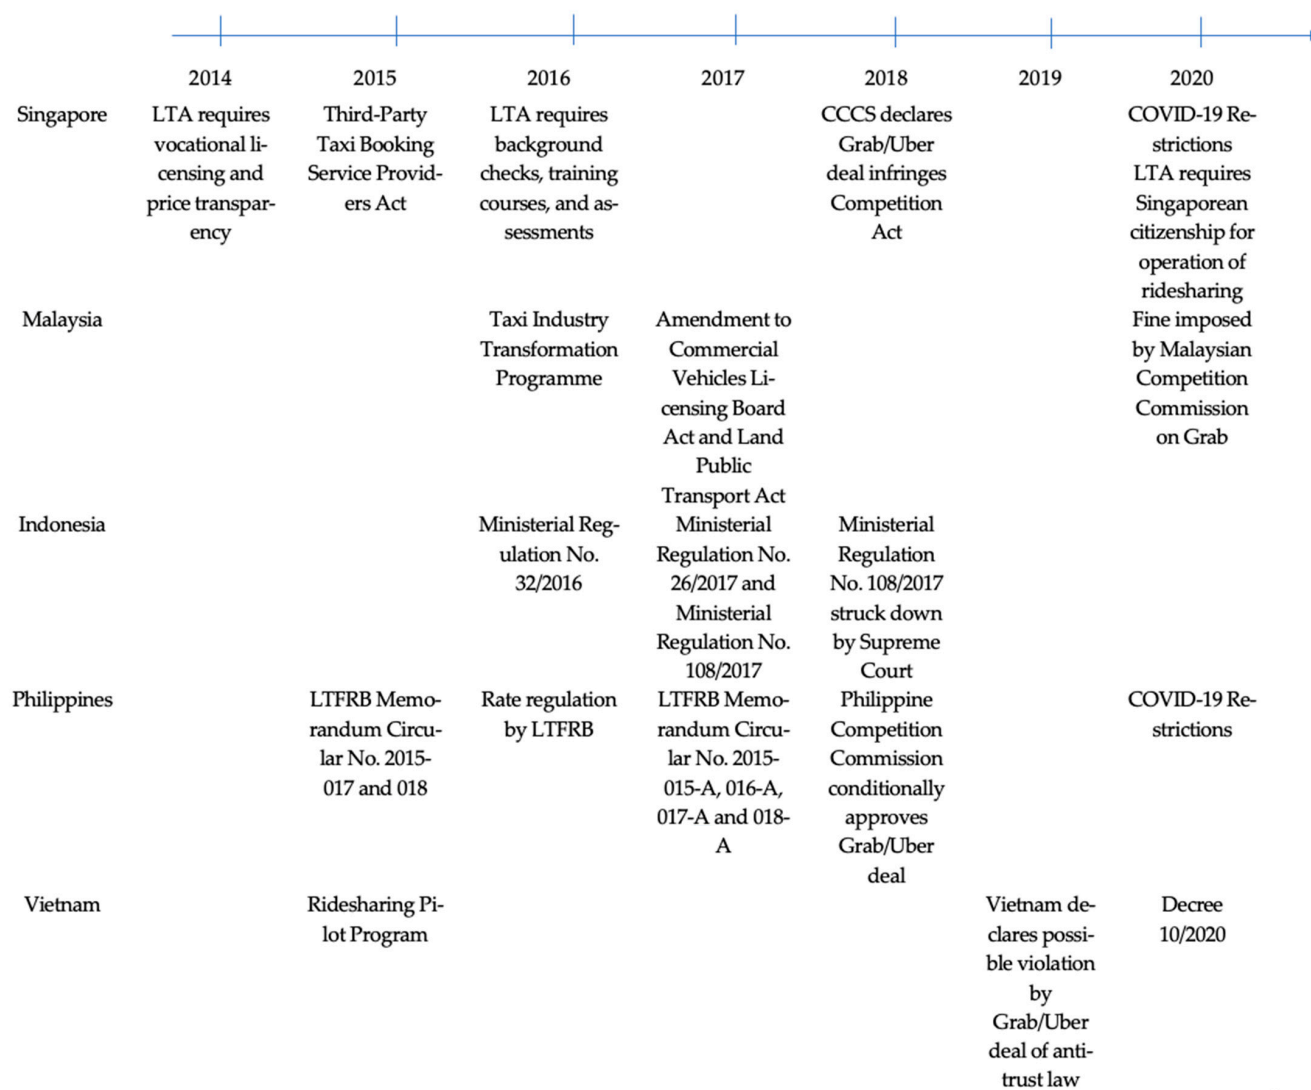 2014 2015 2016 2017 2018 2019 2020
Singapore
LTA requires
vocational li-
censing and
price transpar-
ency
Third-Party
Taxi Booking
Service Provid-
ers Act
LTA requires
background
checks, training
courses, and as-
sessments
CCCS declares
Grab/Uber
deal infringes
Competition
Act
COVID-19 Re-
strictions
LTA requires
Singaporean
citizenship for
operation of
ridesharing
Malaysia
Taxi Industry
Transformation
Programme
Amendment to
Commercial
Vehicles Li-
censing Board
Act and Land
Public
Transport Act
Fine imposed
by Malaysian
Competition
Commission
on Grab
Indonesia
Ministerial Reg-
ulation No.
32/2016
Ministerial
Regulation No.
26/2017 and
Ministerial
Regulation No.
108/2017
Ministerial
Regulation
No. 108/2017
struck down
by Supreme
Court
Philippines
LTFRB Memo-
randum Circu-
lar No. 2015-
017 and 018
Rate regulation
by LTFRB
LTFRB Memo-
randum Circu-
lar No. 2015-
015-A, 016-A,
017-A and 018-
A
Philippine
Competition
Commission
conditionally
approves
Grab/Uber
deal
COVID-19 Re-
strictions
Vietnam
Ridesharing Pi-
lot Program
Vietnam de-
clares possi-
ble violation
by
Grab/Uber
deal of anti-
trust law
Decree
10/2020